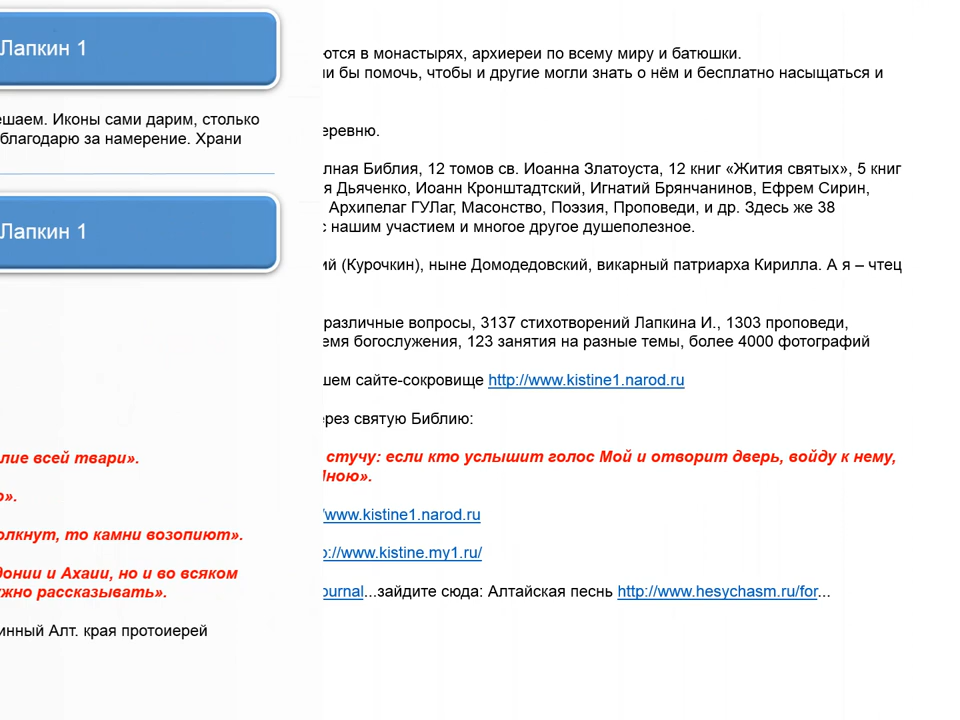 Лапкин 1
ешаем. Иконы сами дарим, столько
благодарю за намерение. Храни
Лапкин 1
лие всей твари».
о».
олкнут, то камни возопиют».
донии и Ахаии, но и во всяком
жно рассказывать».
инный Алт. края протоиерей
ются в монастырях, архиереи по всему миру и батюшки.
ли бы помочь, чтобы и другие могли знать о нём и бесплатно насыщаться и
еревню.
лная Библия, 12 томов св. Иоанна Златоуста, 12 книг «Жития святых», 5 книг
я Дьяченко, Иоанн Кронштадтский, Игнатий Брянчанинов, Ефрем Сирин,
Архипелаг ГУЛаг, Масонство, Поэзия, Проповеди, и др. Здесь же 38
с нашим участием и многое другое душеполезное.
ий (Курочкин), ныне Домодедовский, викарный патриарха Кирилла. А я – чтец
различные вопросы, 3137 стихотворений Лапкина И., 1303 проповеди,
емя богослужения, 123 занятия на разные темы, более 4000 фотографий
шем сайте-сокровище http://www.kistine1.narod.ru
ерез святую Библию:
стучу: если кто услышит голос Мой и отворит дверь, войду к нему,
Мною».
/www.kistine1.narod.ru
p://www.kistine.my1.ru/
ournal...зайдите сюда: Алтайская песнь http://www.hesychasm.ru/for...